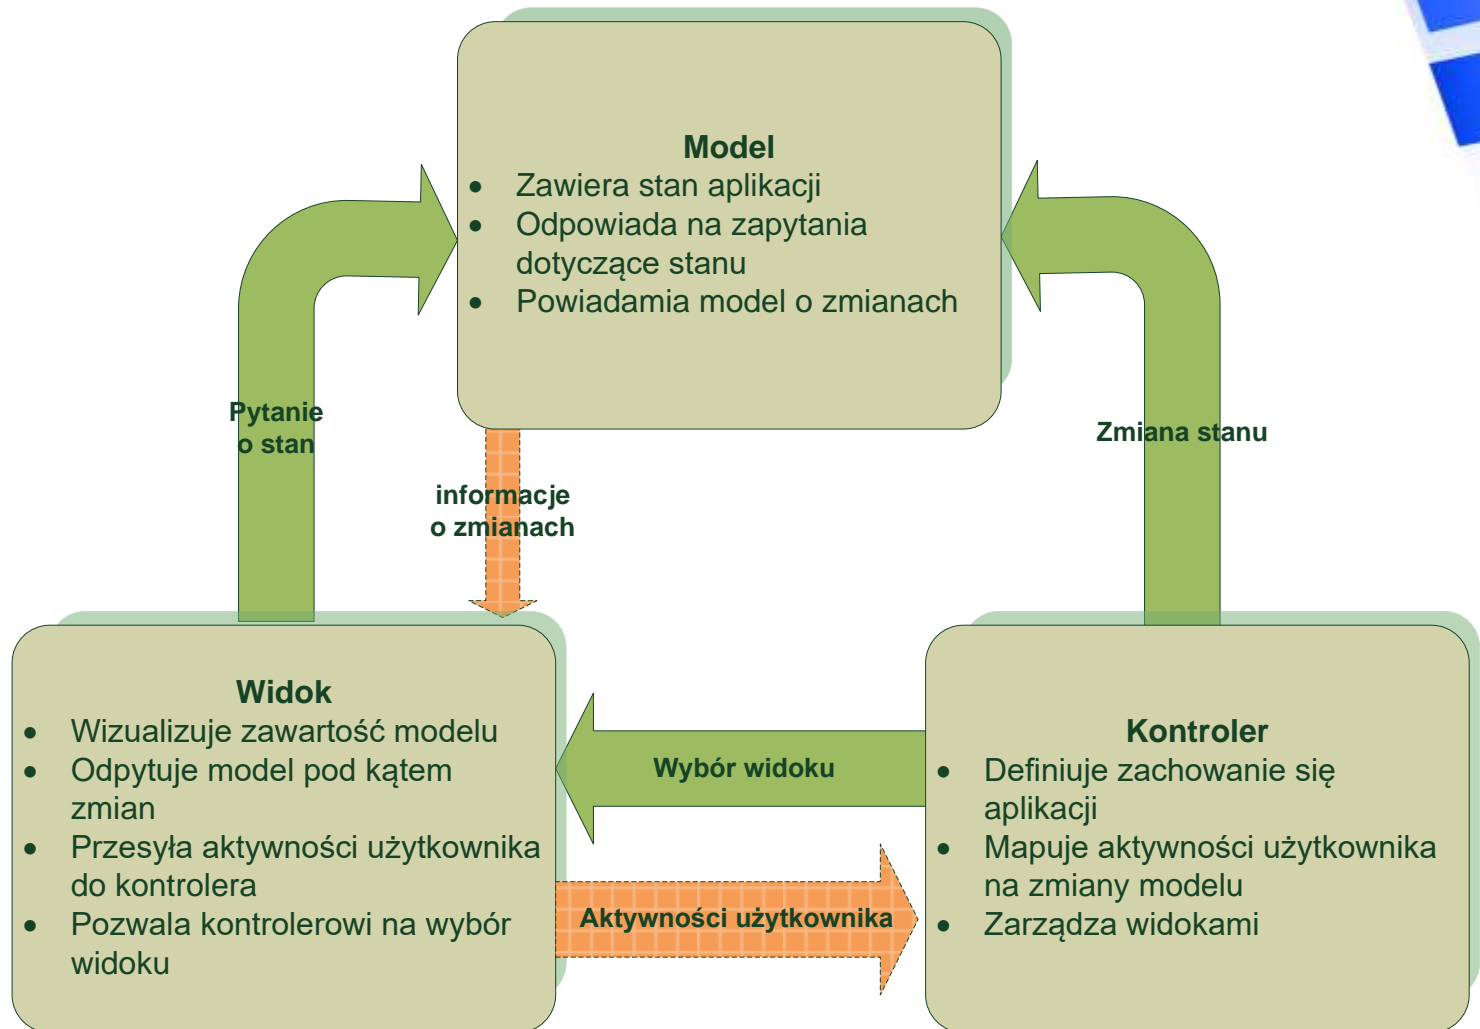 Model
• Zawiera stan aplikacji
• Odpowiada na zapytania
dotyczące stanu
• Powiadamia model o zmianach
Pytanie
o stan
Zmiana stanu
informacje
o zmianach
Widok
• Wizualizuje zawartość modelu
• Odpytuje model pod kątem
zmian
• Przesyła aktywności użytkownika
do kontrolera
• Pozwala kontrolerowi na wybór
widoku
Wybór widoku
Aktywności użytkownika
Kontroler
• Definiuje zachowanie się
aplikacji
• Mapuje aktywności użytkownika
na zmiany modelu
• Zarządza widokami